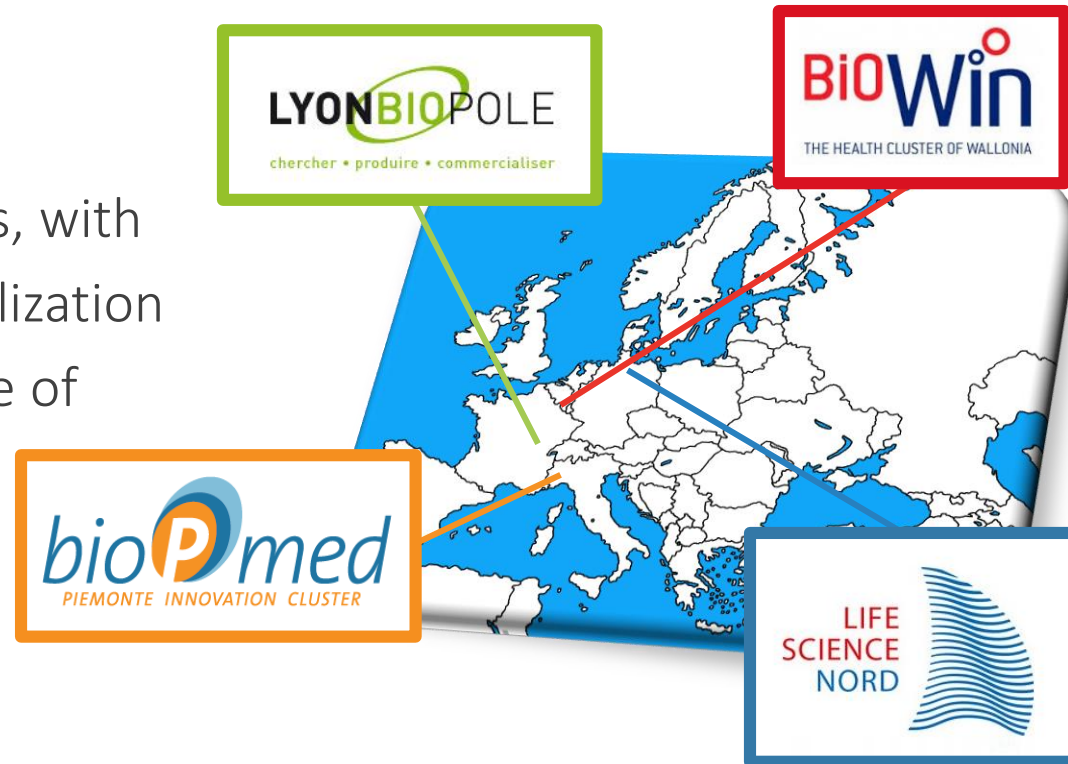 LYONBIOPOLE
chercher • produire • commercialiser
BiOWin
THE HEALTH CLUSTER OF WALLONIA
s, with
lization
e of
bioPmed
PIEMONTE INNOVATION CLUSTER
LIFE
SCIENCE
NORD